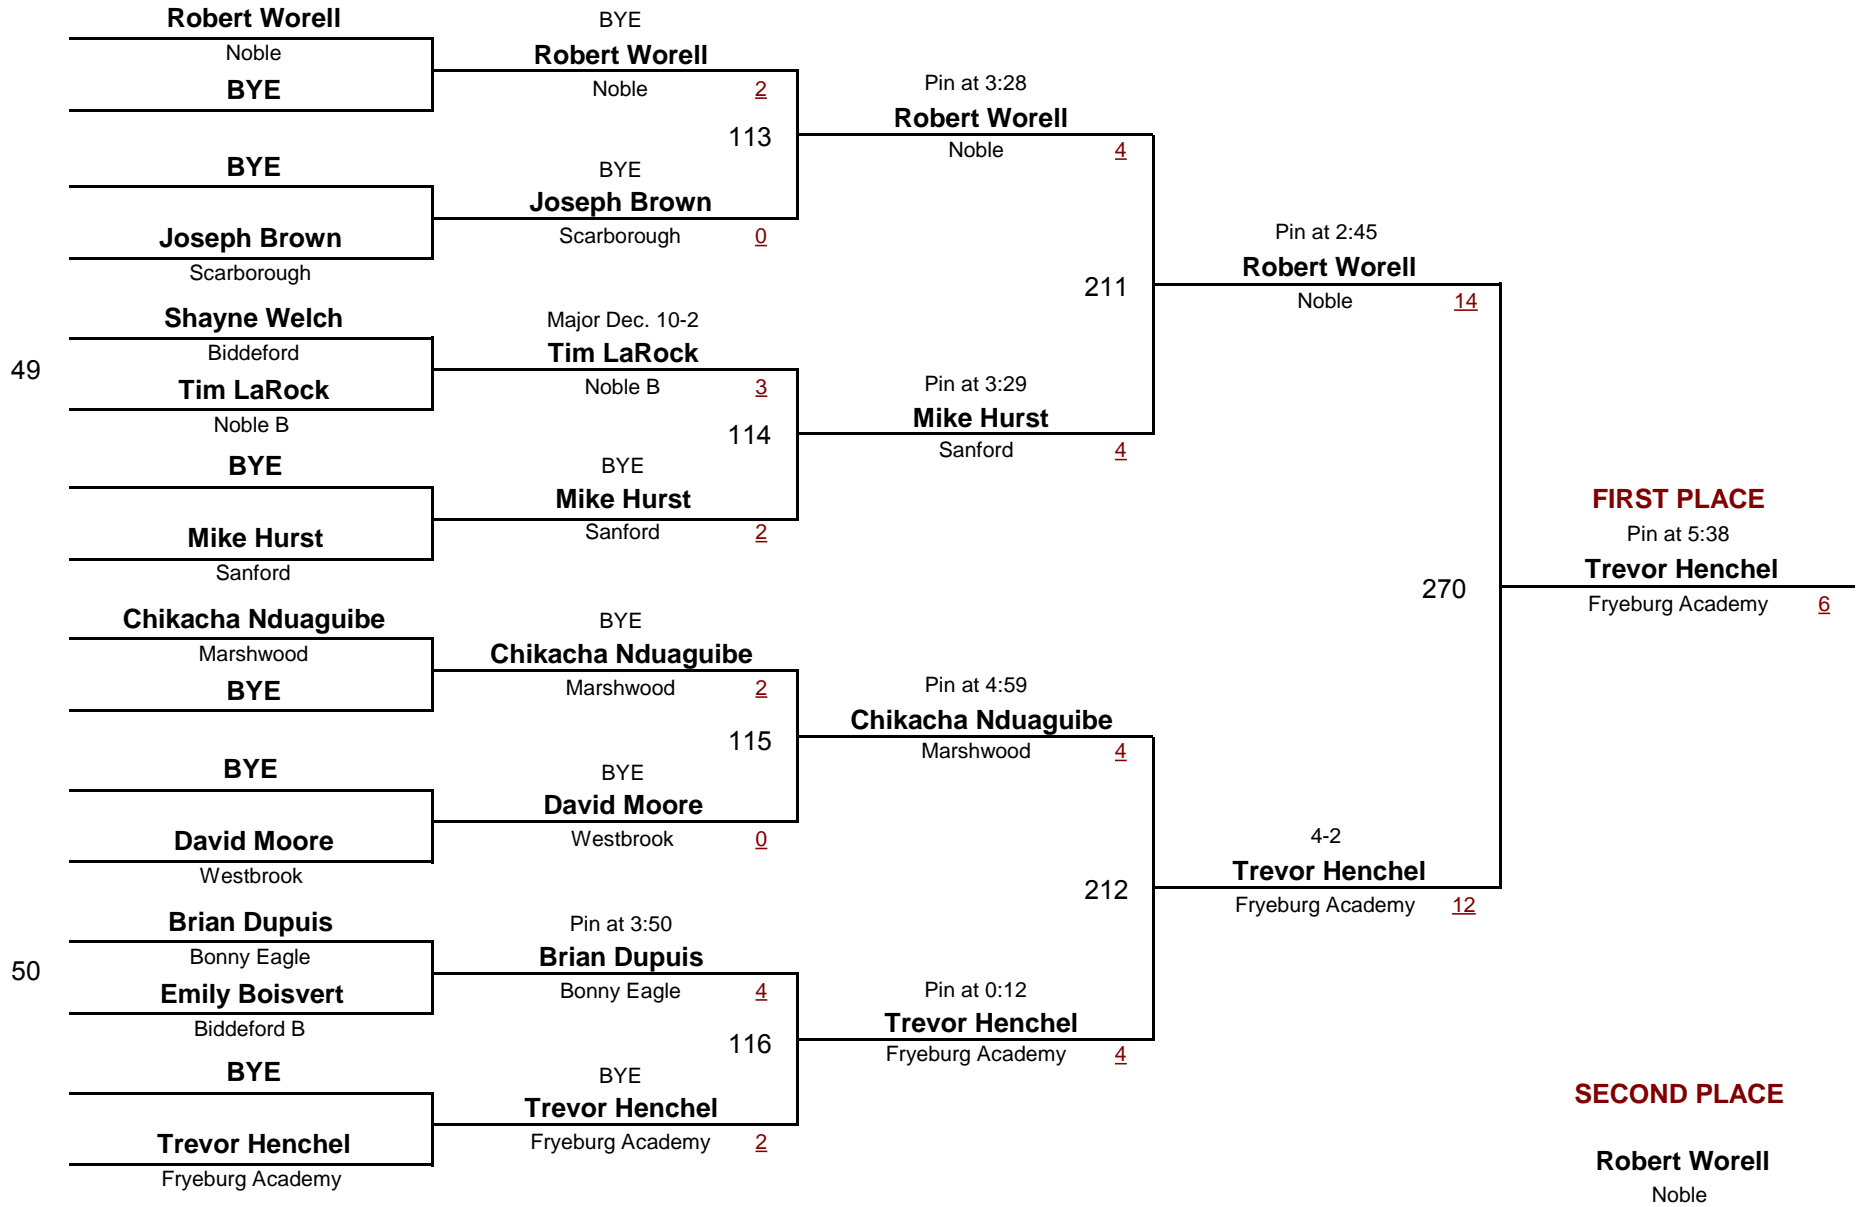 Robert Worell
Noble
BYE
BYE
Joseph Brown
Scarborough
49
Shayne Welch
Biddeford
Tim LaRock
Noble B
BYE
Mike Hurst
Sanford
Chikacha Nduaguibe
Marshwood
BYE
BYE
David Moore
Westbrook
50
Brian Dupuis
Bonny Eagle
Emily Boisvert
Biddeford B
BYE
Trevor Henchel
Fryeburg Academy
BYE
Robert Worell
Noble 2
113
BYE
Joseph Brown
Scarborough 0
Major Dec. 10-2
Tim LaRock
Noble B 3
114
BYE
Mike Hurst
Sanford 2
BYE
Chikacha Nduaguibe
Marshwood 2
115
BYE
David Moore
Westbrook 0
Pin at 3:50
Brian Dupuis
Bonny Eagle 4
116
BYE
Trevor Henchel
Fryeburg Academy 2
Pin at 3:28
Robert Worell
Noble 4
211
Pin at 3:29
Mike Hurst
Sanford 4
Pin at 4:59
Chikacha Nduaguibe
Marshwood 4
212
Pin at 0:12
Trevor Henchel
Fryeburg Academy 4
Pin at 2:45
Robert Worell
Noble 14
270
4-2
Trevor Henchel
Fryeburg Academy 12
FIRST PLACE
Pin at 5:38
Trevor Henchel
Fryeburg Academy 6
SECOND PLACE
Robert Worell
Noble